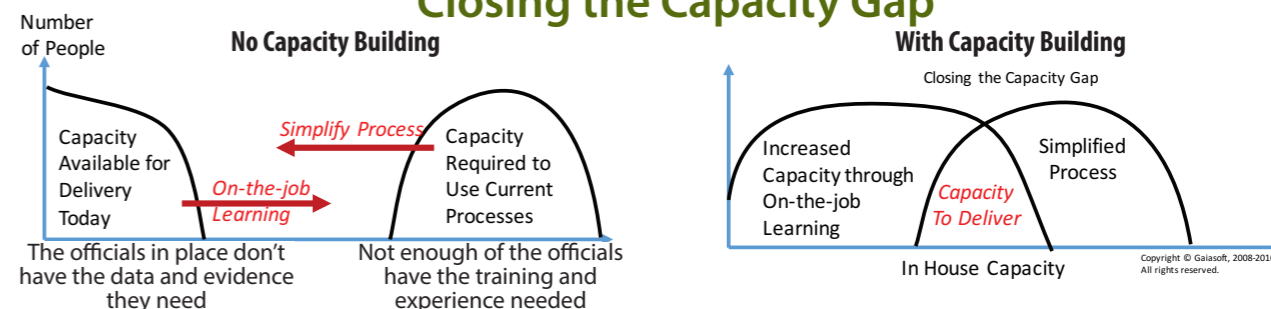 Closing the Capacity Gap
Number
of People
No Capacity Building
Capacity
Available for
Delivery
Today
Simplify Process
On-the-job
Learning
Capacity
Required to
Use Current
Processes
The officials in place don't
have the data and evidence
they need
Not enough of the officials
have the training and
experience needed
With Capacity Building
Closing the Capacity Gap
Increased
Capacity through
On-the-job
Learning
Capacity
To Deliver
Simplified
Process
In House Capacity
Copyright © Gaiasoft, 2008-
All rights reserved.